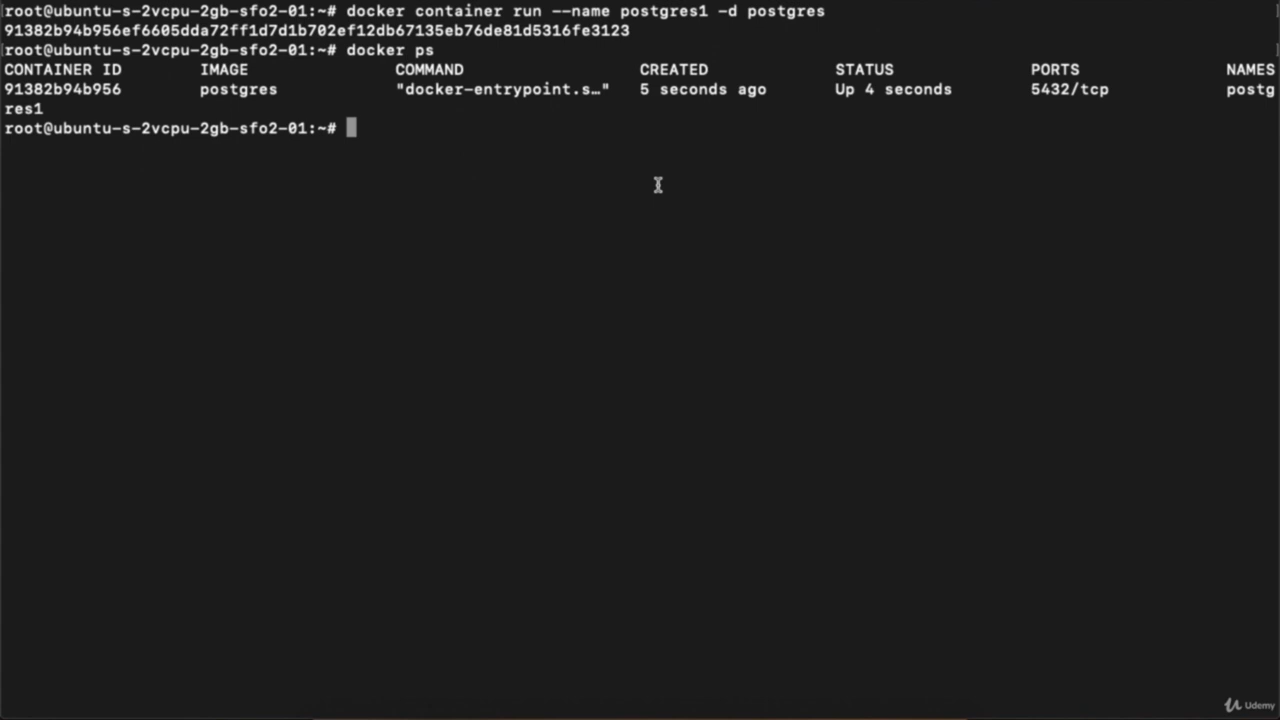 root@ubuntu-s-2vcpu-2gb-sfo2-01:~# docker container run --name postgres1 -d postgres
91382b94b956ef6605dda72ff1d7d1b702ef12db67135eb76de81d5316fe3123
root@ubuntu-s-2vcpu-2gb-sfo2-01:~# docker ps
CONTAINER ID IMAGE COMMAND CREATED STATUS PORTS NAMES
91382b94b956 postgres "docker-entrypoint.s…" 5 seconds ago Up 4 seconds 5432/tcp postg
res1
root@ubuntu-s-2vcpu-2gb-sfo2-01:~#
Udemy